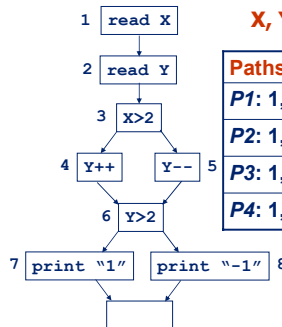 1 read X
X, Y
2 read Y
Paths
3 X>2
P1: 1,
4 Y++ Y-- 5
P2: 1,
P3: 1,
6 Y>2
P4: 1,
7 print "1" print "-1" 8